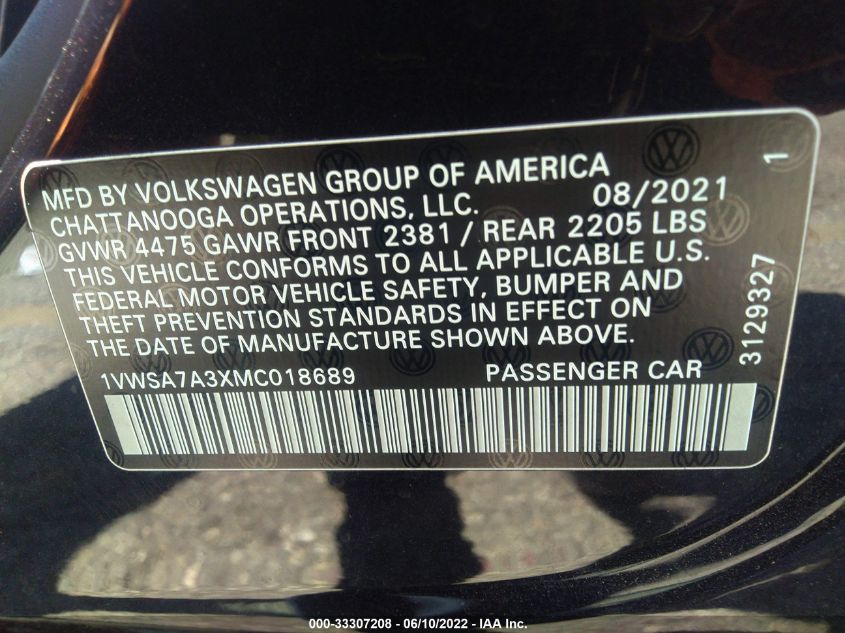 MFD BY VOLKSWAGEN GROUP OF AMERICA
CHATTANOOGA OPERATIONS, LLC. 08/2021
GVWR 4475 GAWR FRONT 2381 / REAR 2205 LBS
THIS VEHICLE CONFORMS TO ALL APPLICABLE U.S.
FEDERAL MOTOR VEHICLE SAFETY, BUMPER AND
THEFT PREVENTION STANDARDS IN EFFECT ON
THE DATE OF MANUFACTURE SHOWN ABOVE.
1VWSA7A3XMC018689 PASSENGER CAR
3129327 1
000-33307208 - 06/10/2022 - IAA Inc.